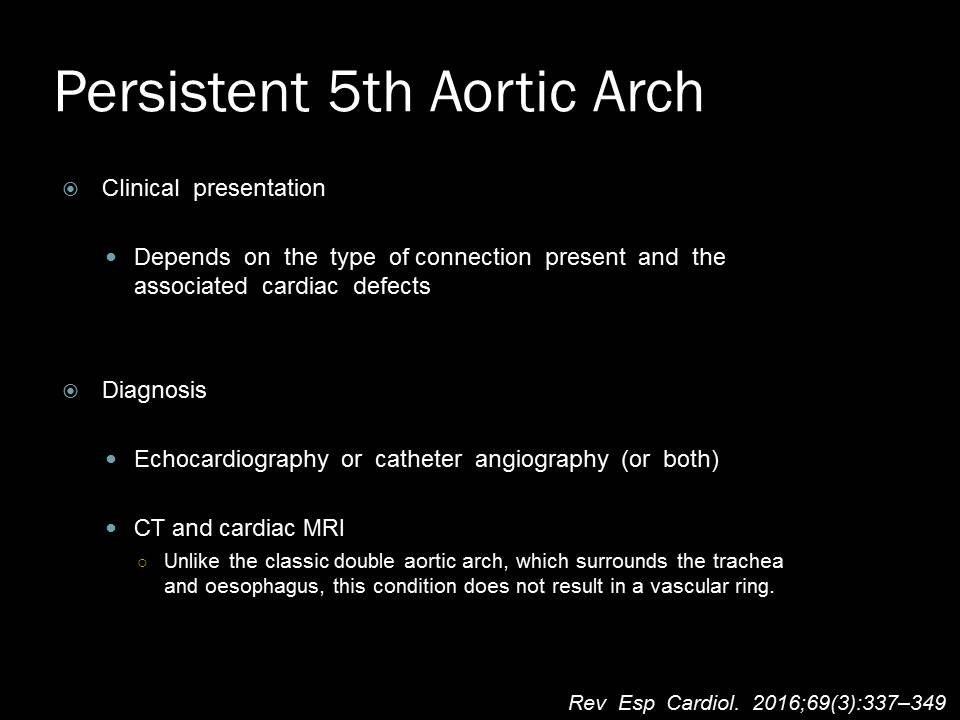 Persistent 5th Aortic Arch
Clinical presentation
Depends on the type of connection present and the
associated cardiac defects
Diagnosis
Echocardiography or catheter angiography (or both)
CT and cardiac MRI
Unlike the classic double aortic arch, which surrounds the trachea
and oesophagus, this condition does not result in a vascular ring.
Rev Esp Cardiol. 2016;69(3):337–349